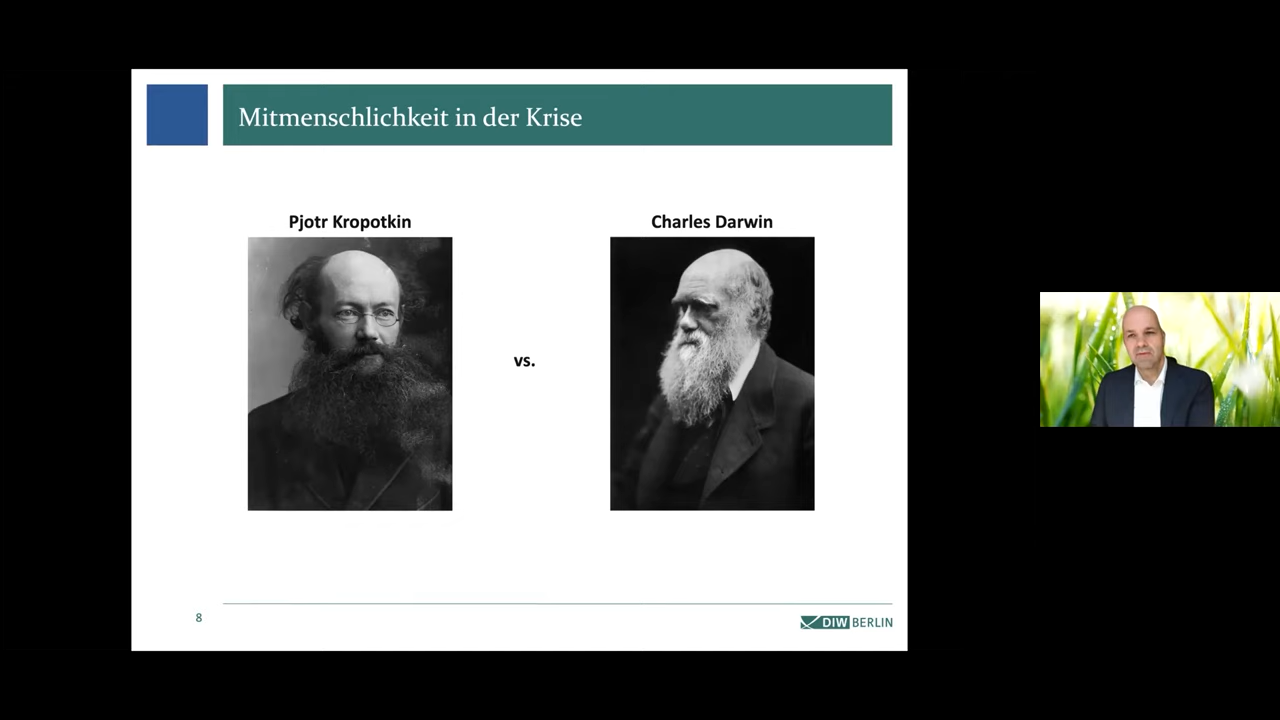 Mitmenschlichkeit in der Krise
Pjotr Kropotkin
Charles Darwin
vs.
8
DIW BERLIN